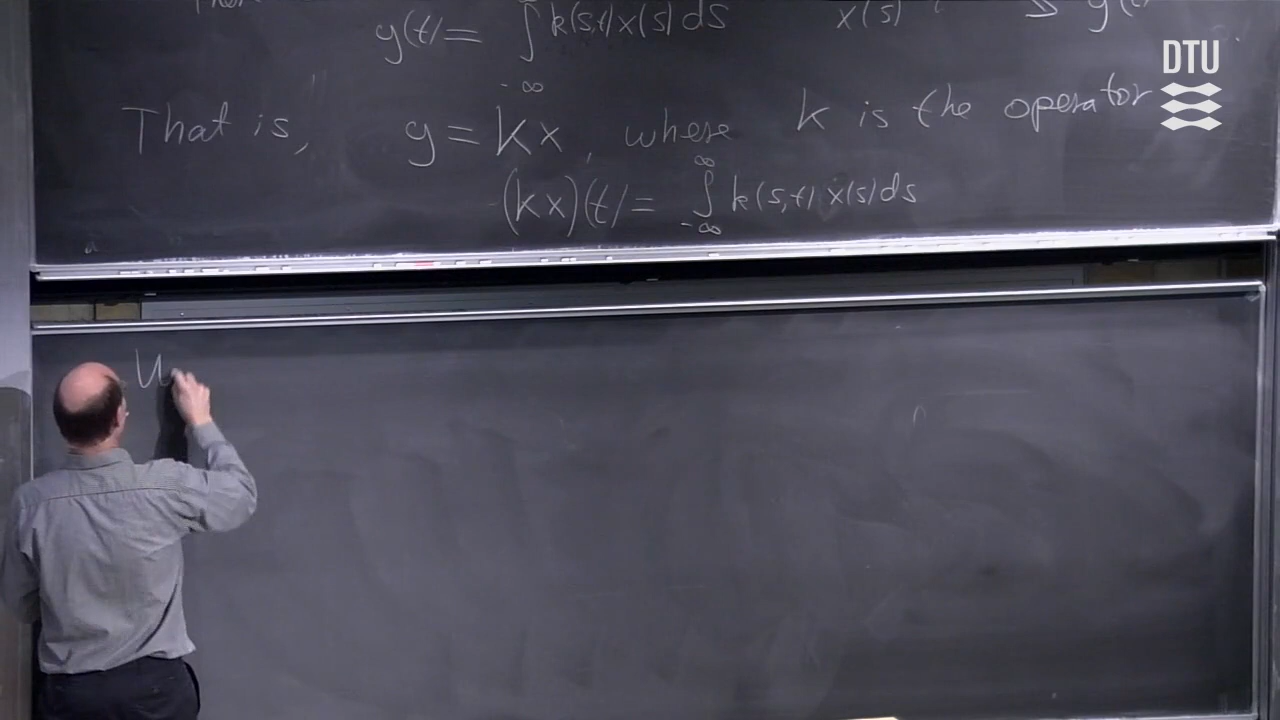 y(t) = ∫ k(s,t) x(s) ds x(s)
-∞
That is, y = Kx, where K is the operator
(Kx)(t) = ∫_{-∞}^{∞} k(s,t) x(s) ds
U
DTU